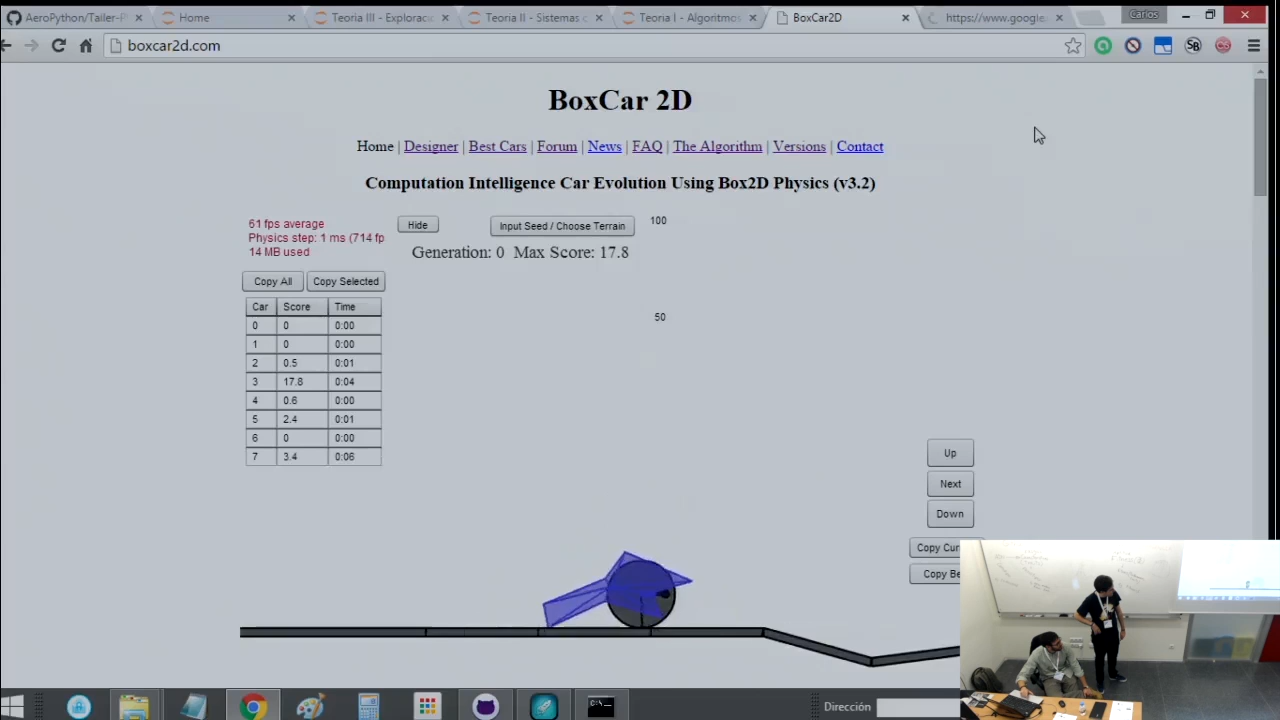 AeroPython/Taller-P
Home
Teoria III - Exploraci
Teoria II - Sistemas c
Teoria I - Algoritmos
BoxCar2D
https://www.google.
Carlos
boxcar2d.com
BoxCar 2D
Home | Designer | Best Cars | Forum | News | FAQ | The Algorithm | Versions | Contact
Computation Intelligence Car Evolution Using Box2D Physics (v3.2)
61 fps average
Physics step: 1 ms (714 fp
14 MB used
Hide
Input Seed / Choose Terrain
100
Generation: 0 Max Score: 17.8
Copy All
Copy Selected
Car Score Time
0 0 0:00
1 0 0:00
2 0.5 0:01
3 17.8 0:04
4 0.6 0:00
5 2.4 0:01
6 0 0:00
7 3.4 0:06
50
Up
Next
Down
Copy Cur
Copy Be
Dirección